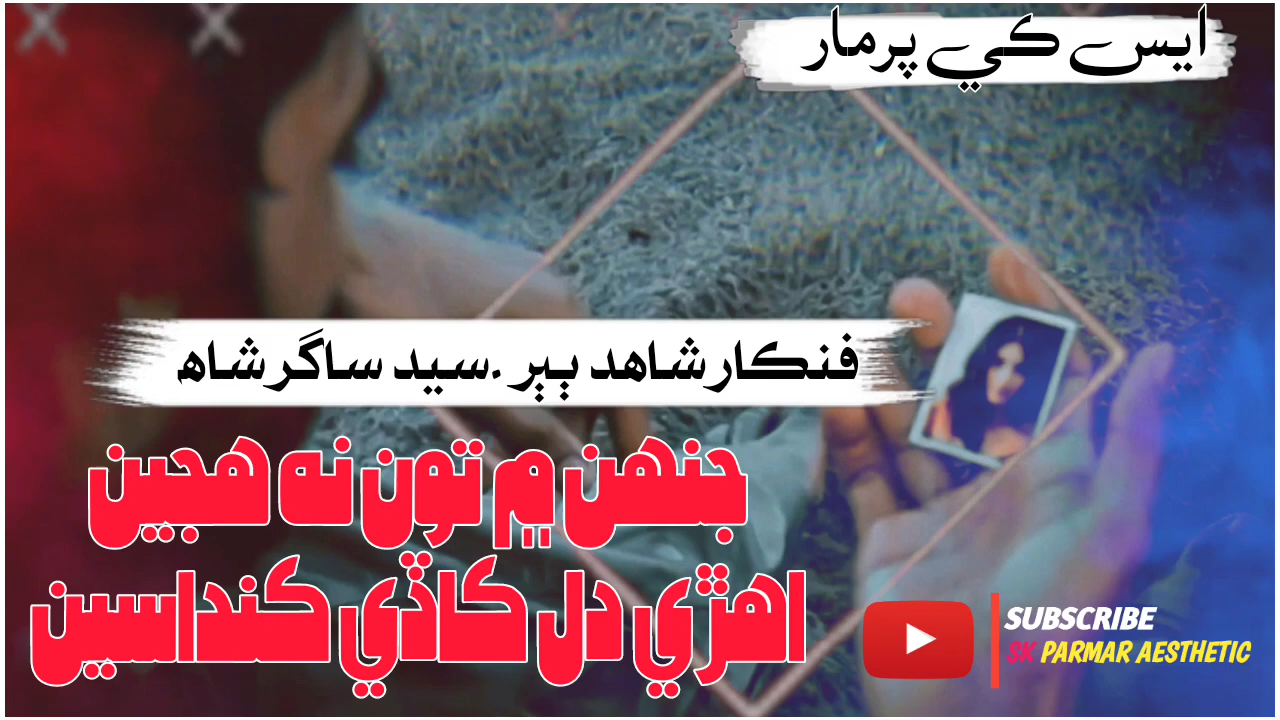 ايس ڪي پرمار
فنڪار شاهد ٻٻر .سيد ساگر شاهه
جنهن ۾ تون نه هجين
اهڙي دل ڪاڏي ڪنداسين
SUBSCRIBE
SK PARMAR AESTHETIC